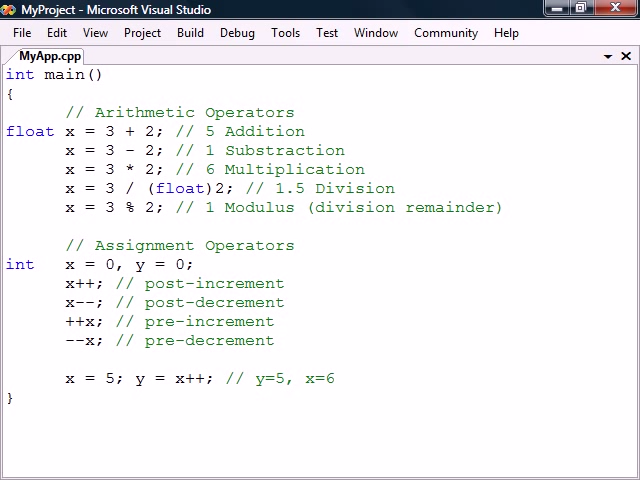 MyProject - Microsoft Visual Studio
File Edit View Project Build Debug Tools Test Window Community Help
MyApp.cpp
int main()
{
// Arithmetic Operators
float x = 3 + 2; // 5 Addition
x = 3 - 2; // 1 Substraction
x = 3 * 2; // 6 Multiplication
x = 3 / (float)2; // 1.5 Division
x = 3 % 2; // 1 Modulus (division remainder)
// Assignment Operators
int x = 0, y = 0;
x++; // post-increment
x--; // post-decrement
++x; // pre-increment
--x; // pre-decrement
x = 5; y = x++; // y=5, x=6
}